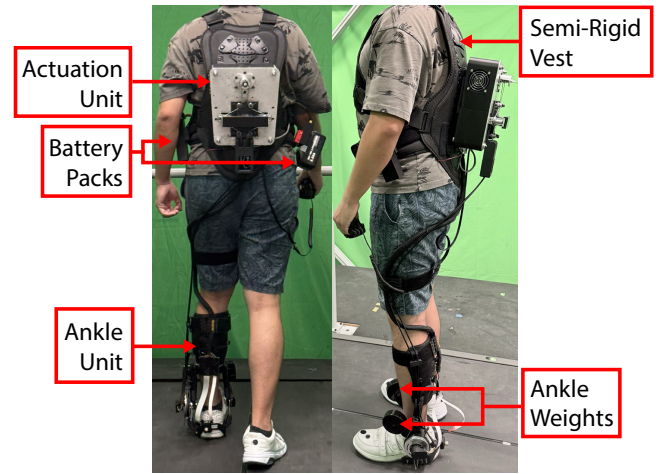 Actuation
Unit
Battery
Packs
Ankle
Unit
Semi-Rigid
Vest
Ankle
Weights